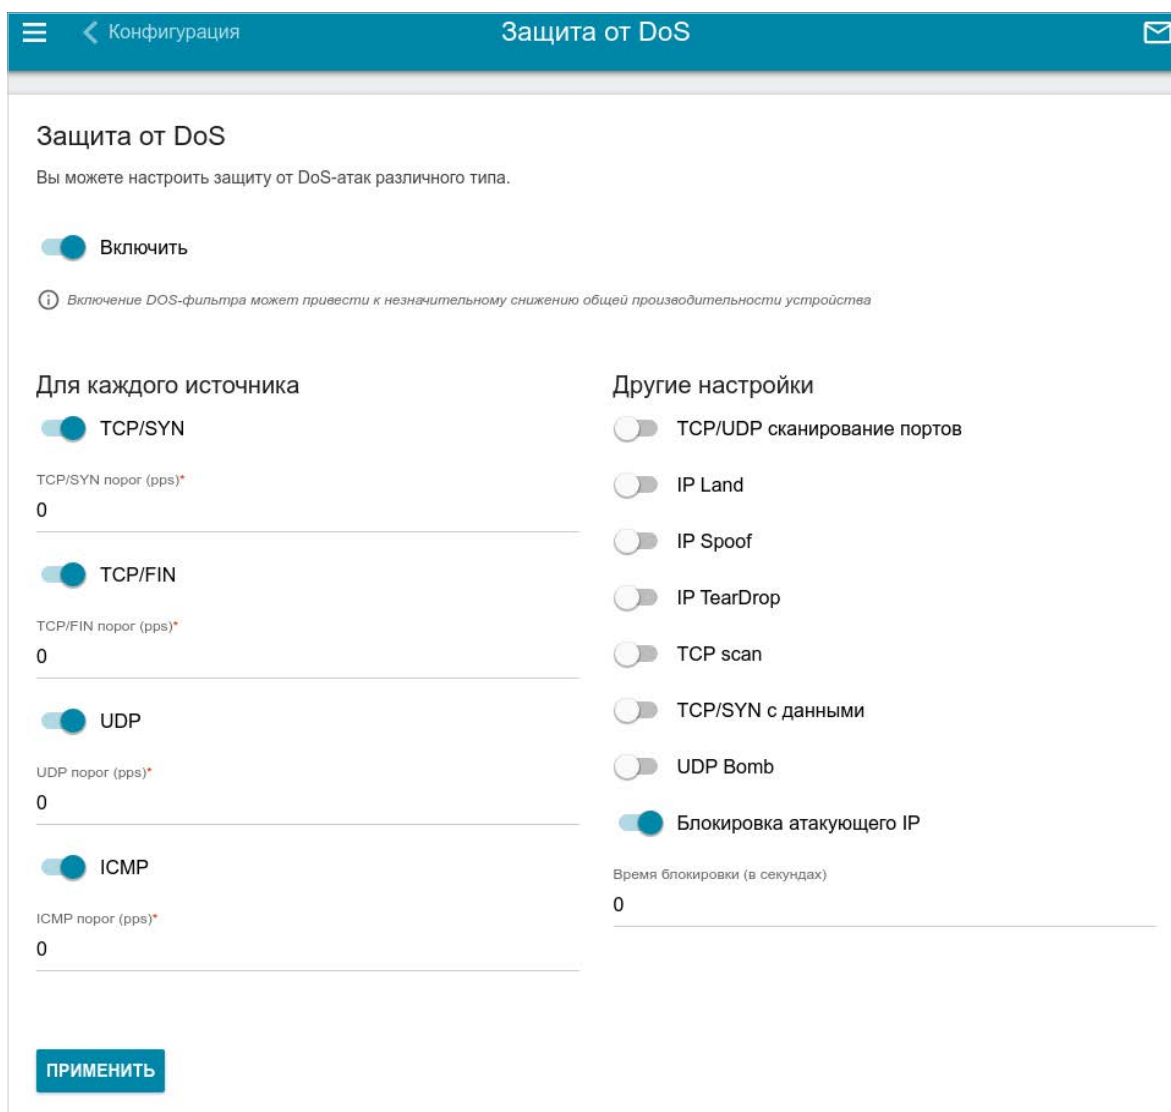 Конфигурация
Защита от DoS
Защита от DoS
Вы можете настроить защиту от DoS-атак различного типа.
Включить
Включение DOS-фильтра может привести к незначительному снижению общей производительности устройства
Для каждого источника
TCP/SYN
TCP/SYN порог (pps)*
0
TCP/FIN
TCP/FIN порог (pps)*
0
UDP
UDP порог (pps)*
0
ICMP
ICMP порог (pps)*
0
Другие настройки
TCP/UDP сканирование портов
IP Land
IP Spoof
IP TearDrop
TCP scan
TCP/SYN с данными
UDP Bomb
Блокировка атакующего IP
Время блокировки (в секундах)
0
ПРИМЕНИТЬ